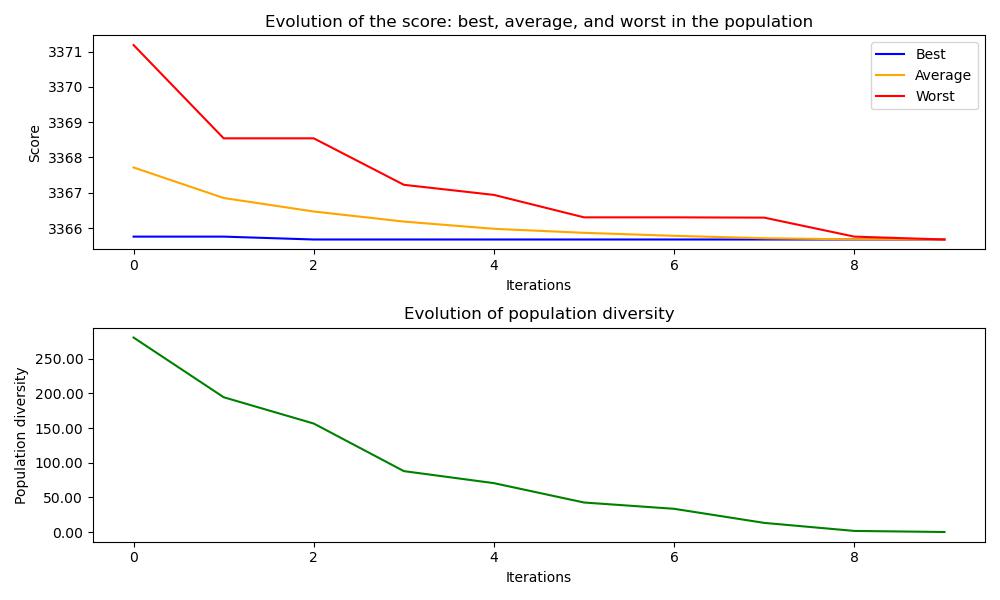 Evolution of the score: best, average, and worst in the population
3371
3370
3369
3368
3367
3366
Score
Best
Average
Worst
0 2 4 6 8
Iterations
Evolution of population diversity
250.00
200.00
150.00
100.00
50.00
0.00
Population diversity
0 2 4 6 8
Iterations